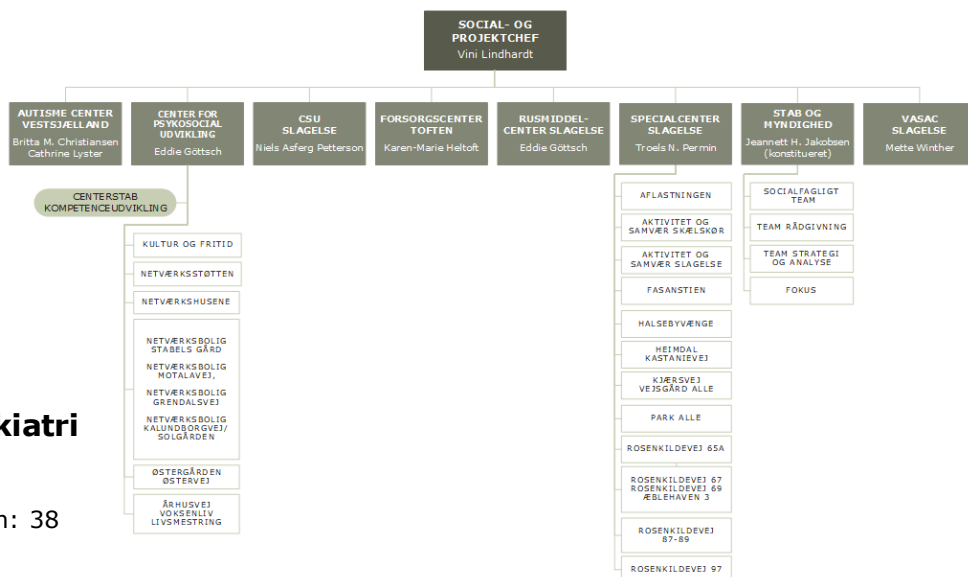 SOCIAL- OG
PROJEKTCHEF
Vini Lindhardt
AUTISME CENTER
VESTSJÆLLAND
Britta M. Christiansen
Cathrine Lyster
CENTER FOR
PSYKOSOCIAL
UDVIKLING
Eddie Göttsch
CSU
SLAGELSE
Niels Asferg Petterson
FORSORGSCENTER
TOFTEN
Karen-Marie Heltoft
RUSMIDDEL-
CENTER SLAGELSE
Eddie Göttsch
SPECIALCENTER
SLAGELSE
Troels N. Permin
STAB OG
MYNDIGHED
Jeannett H. Jakobsen
(konstitueret)
VASAC
SLAGELSE
Mette Winther
CENTERSTAB
KOMPETENCEUDVIKLING
KULTUR OG FRITID
NETVÆRKSSTØTTEN
NETVÆRKSHUSENE
NETVÆRKSBOLIG
STABELS GÅRD
NETVÆRKSBOLIG
MOTALAVEJ,
NETVÆRKSBOLIG
GRENDALSVEJ
NETVÆRKSBOLIG
KALUNDBORGVEJ/
SOLGÅRDEN
ØSTERGÅRDEN
ØSTERVEJ
ÅRHUSVEJ
VOKSENLIV
LIVSMESTRING
AFLASTNINGEN
AKTIVITET OG
SAMVÆR SKÆLSKØR
AKTIVITET OG
SAMVÆR SLAGELSE
FASANSTIEN
HALSEBYVÆNGE
HEIMDAL
KASTANIEVEJ
KJÆRSVEJ
VEJSGÅRD ALLE
PARK ALLE
ROSENKILDEVEJ 65A
ROSENKILDEVEJ 67
ROSENKILDEVEJ 69
ÆBLEHAVEN 3
ROSENKILDEVEJ
87-89
ROSENKILDEVEJ 97
SOCIALFAGLIGT
TEAM
TEAM RÅDGIVNING
TEAM STRATEGI
OG ANALYSE
FOKUS
kiatri
n: 38